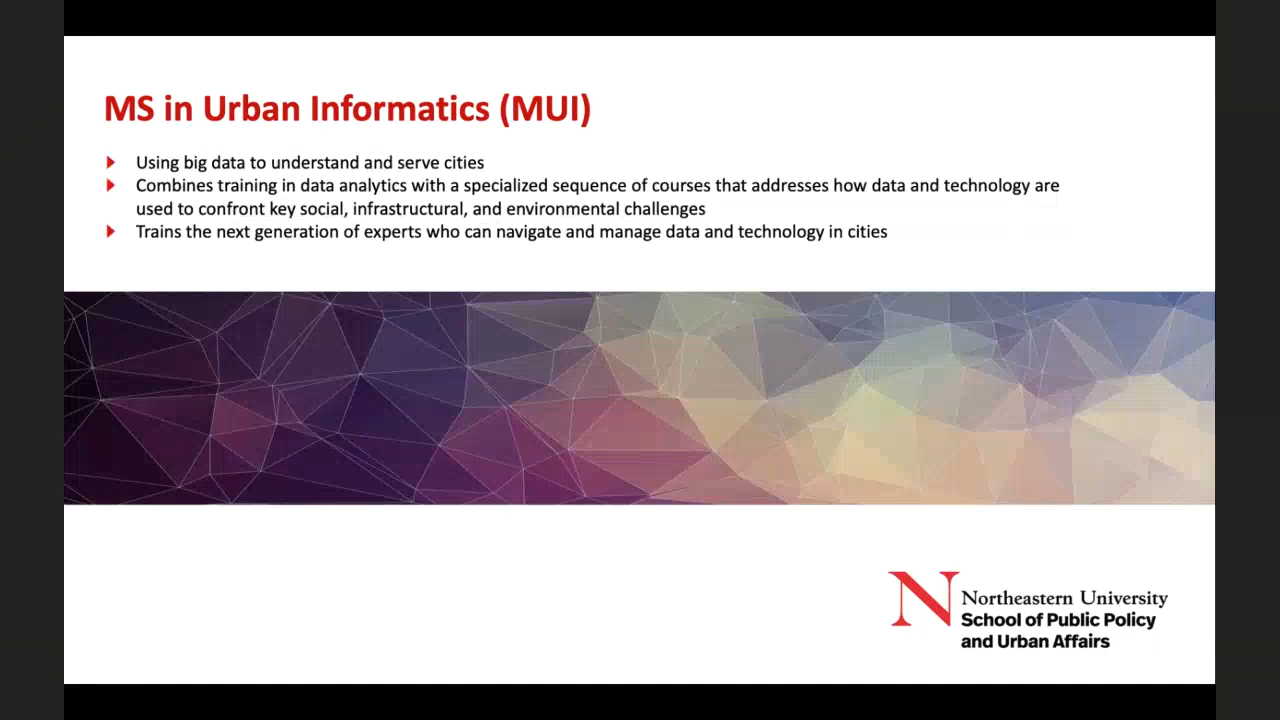 MS in Urban Informatics (MUI)
Using big data to understand and serve cities
Combines training in data analytics with a specialized sequence of courses that addresses how data and technology are
used to confront key social, infrastructural, and environmental challenges
Trains the next generation of experts who can navigate and manage data and technology in cities
N
Northeastern University
School of Public Policy
and Urban Affairs